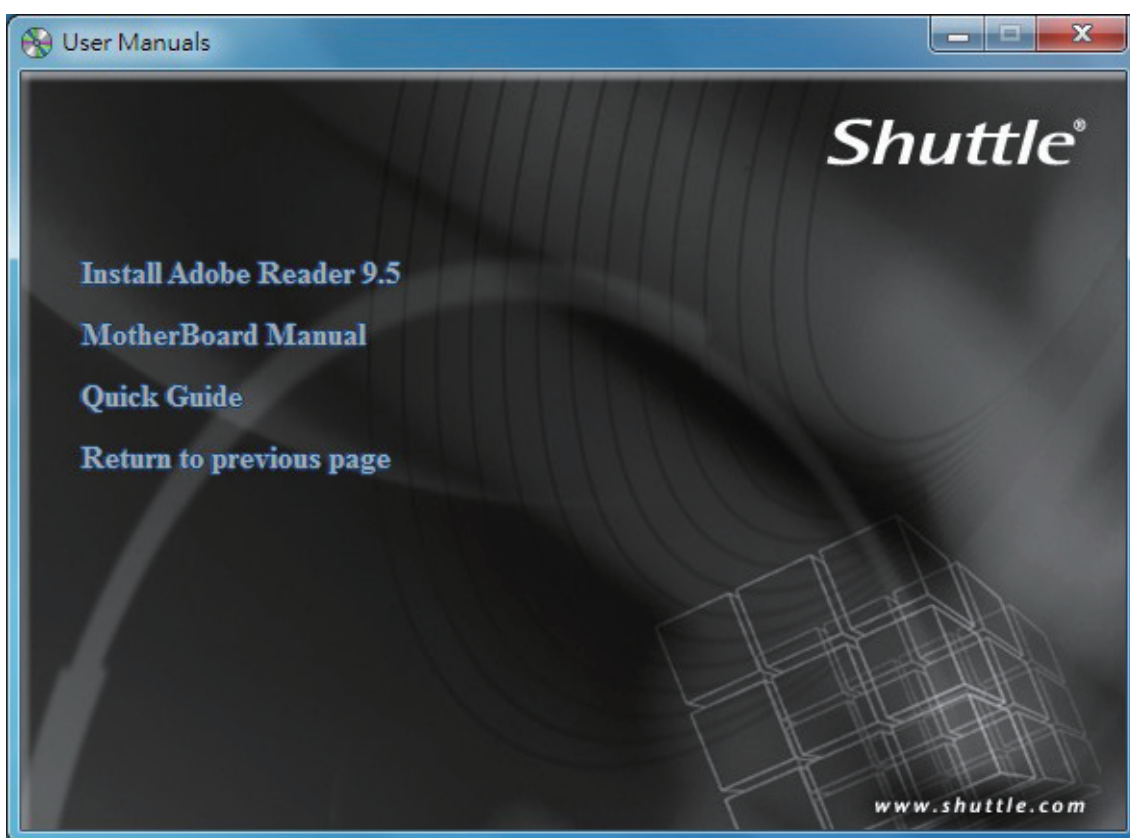 User Manuals
Shuttle®
Install Adobe Reader 9.5
MotherBoard Manual
Quick Guide
Return to previous page
www.shuttle.com